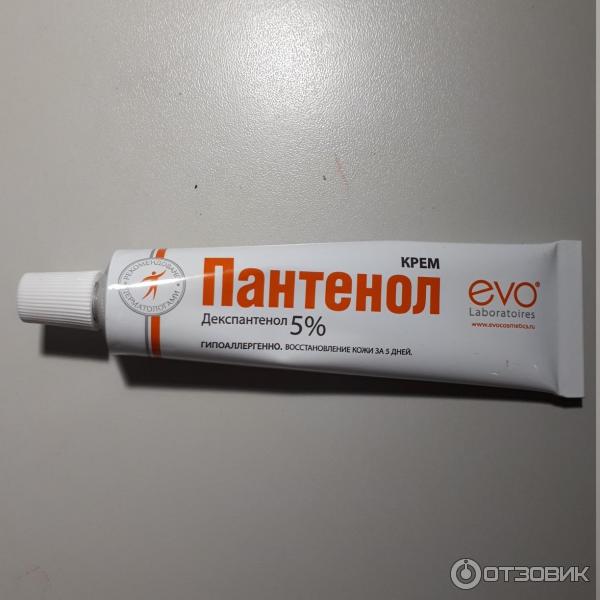 КРЕМ
Пантенол
Декспантенол 5%
ГИПОАЛЛЕРГЕННО. ВОССТАНОВЛЕНИЕ КОЖИ ЗА 5 ДНЕЙ.
РЕКОМЕНДОВАНО ДЕРМАТОЛОГАМИ
evo®
Laboratoires
www.evocosmetics.ru
ОТЗОВИК